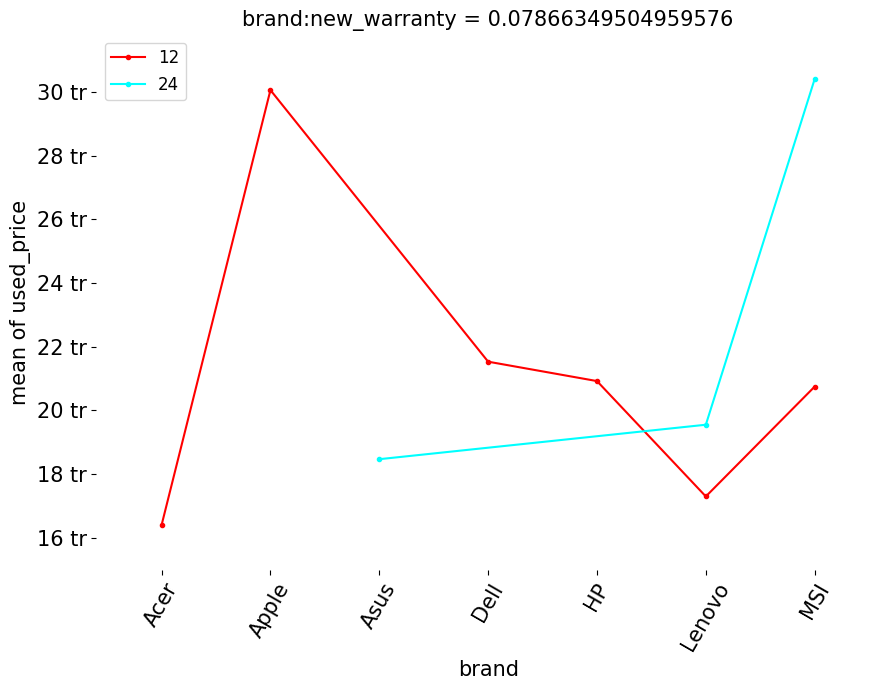 brand:new_warranty = 0.07866349504959576
12
24
mean of used_price
30 tr
28 tr
26 tr
24 tr
22 tr
20 tr
18 tr
16 tr
Acer
Apple
Asus
Dell
HP
Lenovo
MSI
brand